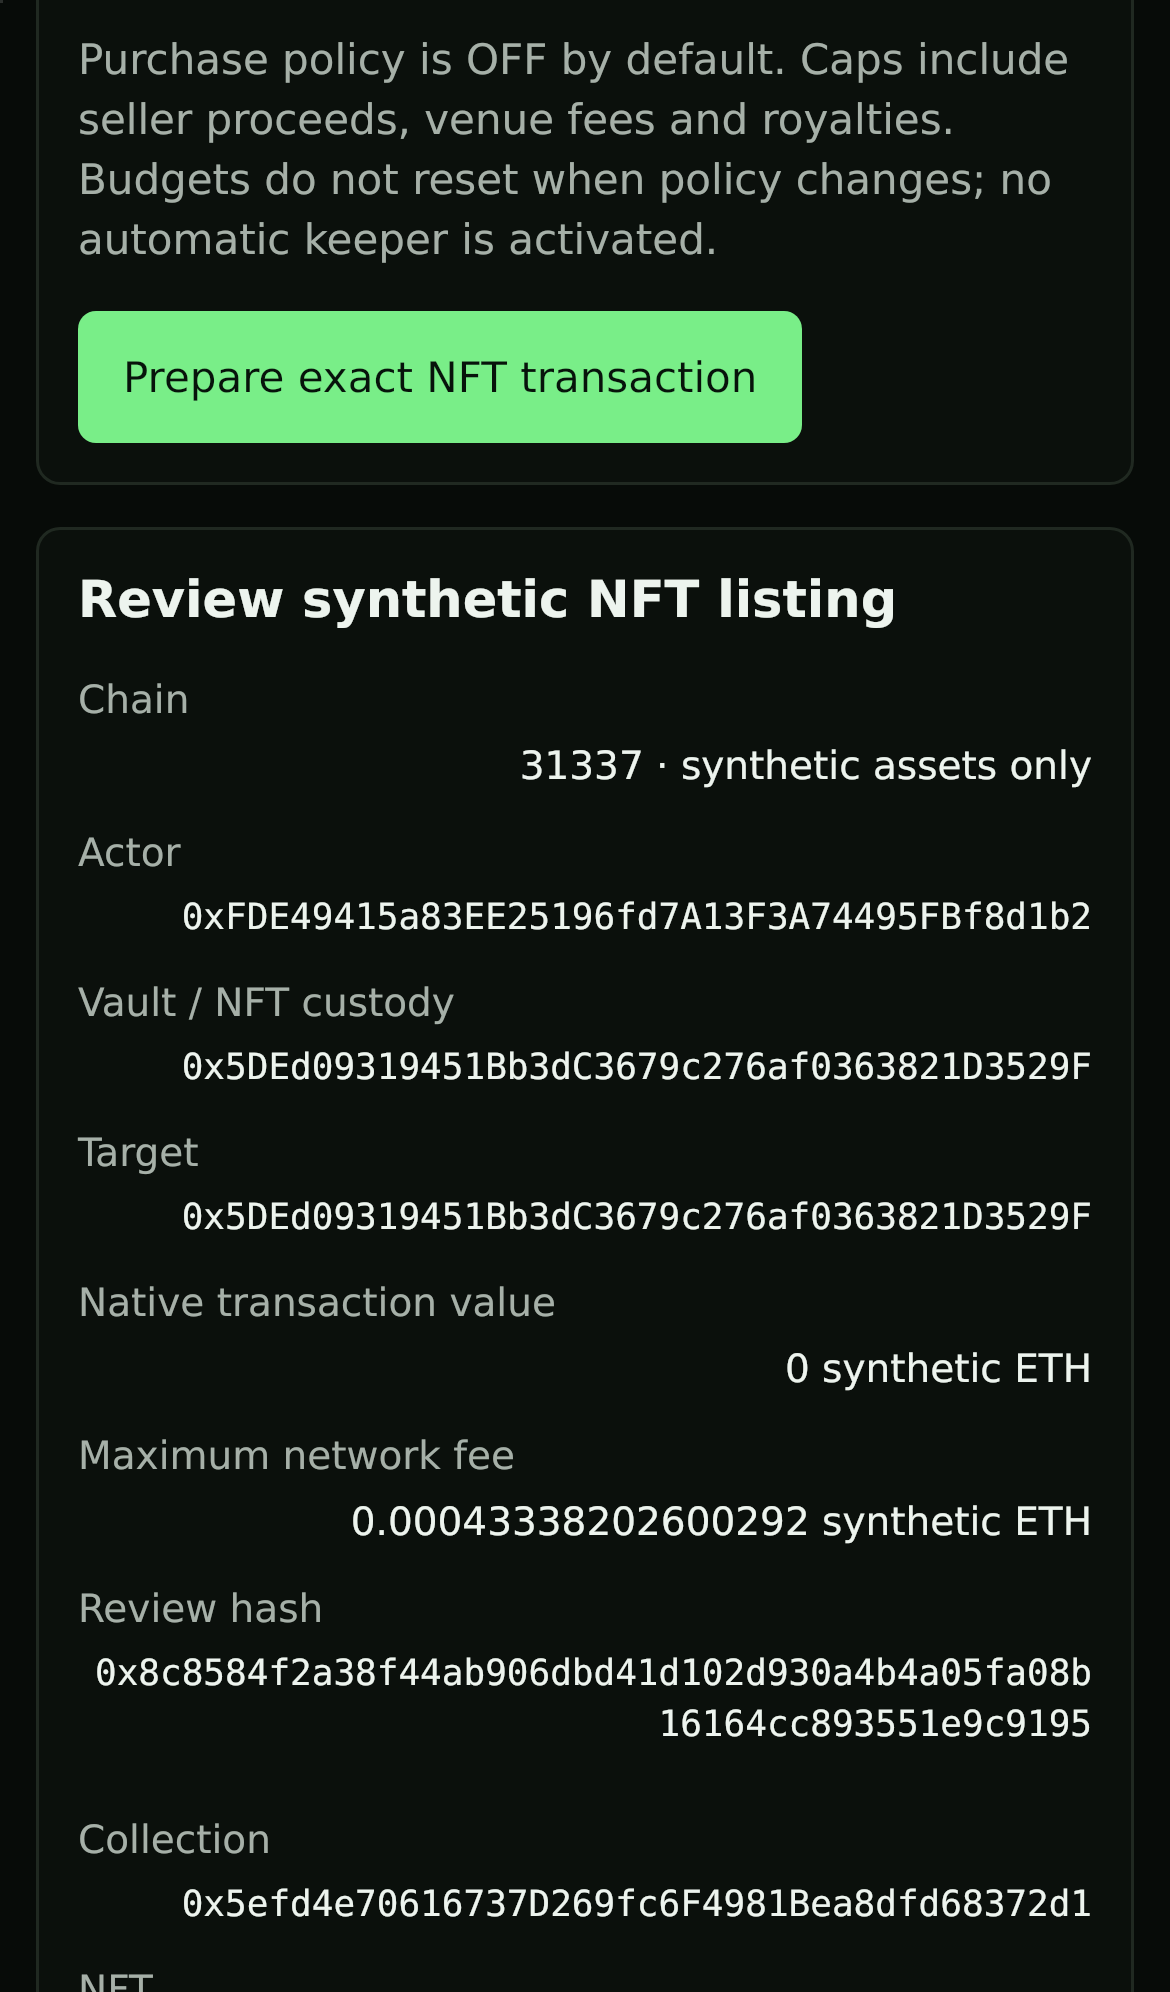 Purchase policy is OFF by default. Caps include
seller proceeds, venue fees and royalties.
Budgets do not reset when policy changes; no
automatic keeper is activated.
Prepare exact NFT transaction
Review synthetic NFT listing
Chain
31337 · synthetic assets only
Actor
0xFDE49415a83EE25196fd7A13F3A74495FBf8d1b2
Vault / NFT custody
0x5DEd09319451Bb3dC3679c276af0363821D3529F
Target
0x5DEd09319451Bb3dC3679c276af0363821D3529F
Native transaction value
0 synthetic ETH
Maximum network fee
0.00043338202600292 synthetic ETH
Review hash
0x8c8584f2a38f44ab906dbd41d102d930a4b4a05fa08b
16164cc893551e9c9195
Collection
0x5efd4e70616737D269fc6F4981Bea8dfd68372d1
NFT